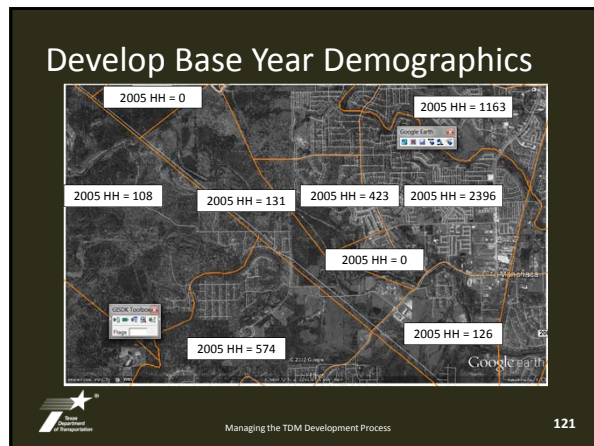 Develop Base Year Demographics
2005 HH = 0
2005 HH = 1163
Google Earth
2005 HH = 108
2005 HH = 131
2005 HH = 423
2005 HH = 2396
2005 HH = 0
GISDK Toolbox
Flags
2005 HH = 126
2005 HH = 574
© 2012 Google
Google earth
Texas
Department
of Transportation
Managing the TDM Development Process
121